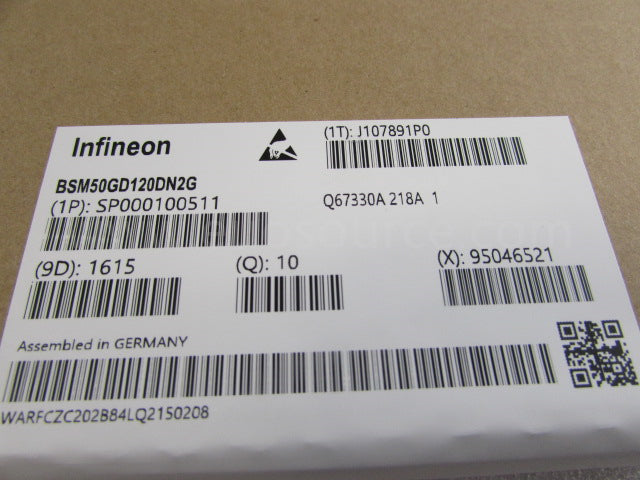 Infineon
(1T): J107891P0
BSM50GD120DN2G
(1P): SP000100511
Q67330A 218A 1
(9D): 1615
(Q): 10
(X): 95046521
Assembled in GERMANY
WARFCZC202B84LQ2150208